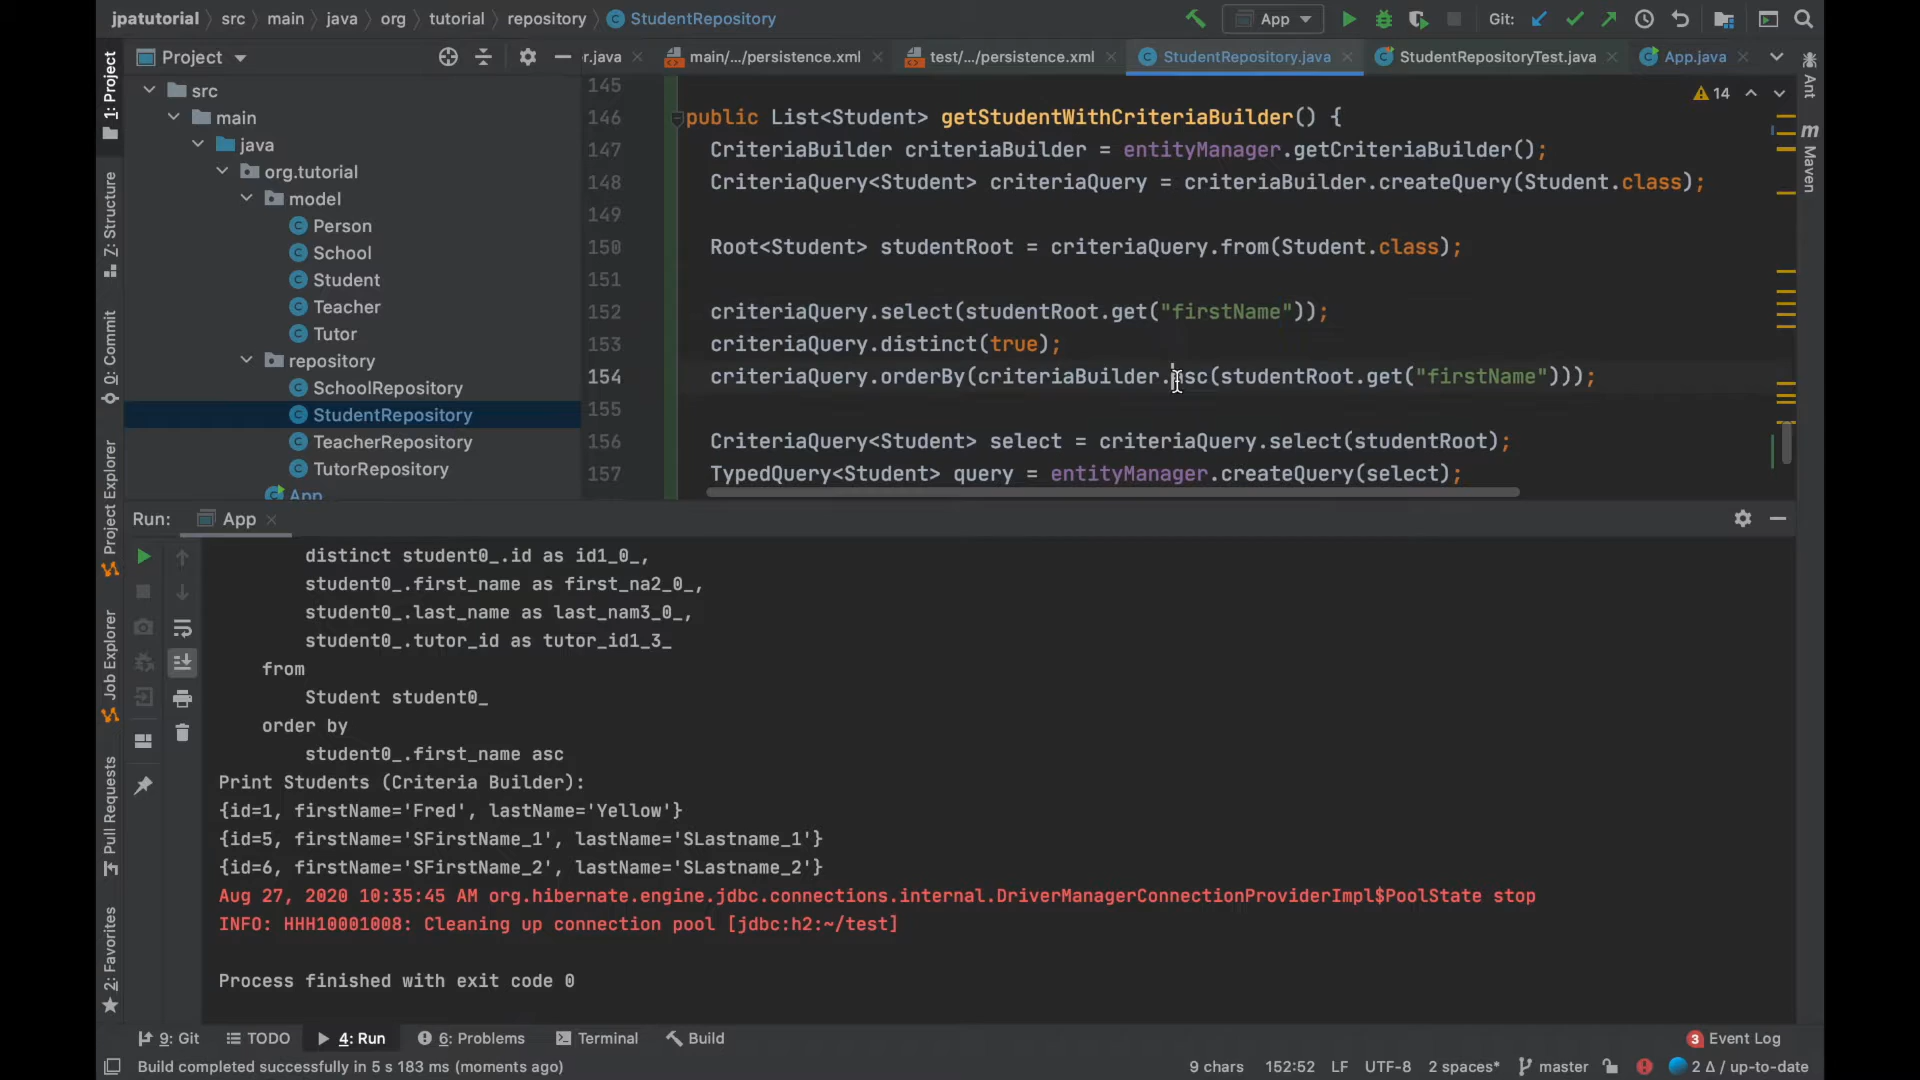 jpatutorial > src > main > java > org > tutorial > repository > StudentRepository
App
Git:
Project
r.java
main/.../persistence.xml
test/.../persistence.xml
StudentRepository.java
StudentRepositoryTest.java
App.java
1: Project
Z: Structure
0: Commit
Project Explorer
Job Explorer
Pull Requests
2: Favorites
Ant
Maven
src
main
java
org.tutorial
model
Person
School
Student
Teacher
Tutor
repository
SchoolRepository
StudentRepository
TeacherRepository
TutorRepository
App
14
145
146 public List<Student> getStudentWithCriteriaBuilder() {
147 CriteriaBuilder criteriaBuilder = entityManager.getCriteriaBuilder();
148 CriteriaQuery<Student> criteriaQuery = criteriaBuilder.createQuery(Student.class);
149
150 Root<Student> studentRoot = criteriaQuery.from(Student.class);
151
152 criteriaQuery.select(studentRoot.get("firstName"));
153 criteriaQuery.distinct(true);
154 criteriaQuery.orderBy(criteriaBuilder.asc(studentRoot.get("firstName")));
155
156 CriteriaQuery<Student> select = criteriaQuery.select(studentRoot);
157 TypedQuery<Student> query = entityManager.createQuery(select);
Run: App
distinct student0_.id as id1_0_,
student0_.first_name as first_na2_0_,
student0_.last_name as last_nam3_0_,
student0_.tutor_id as tutor_id1_3_
from
Student student0_
order by
student0_.first_name asc
Print Students (Criteria Builder):
{id=1, firstName='Fred', lastName='Yellow'}
{id=5, firstName='SFirstName_1', lastName='SLastname_1'}
{id=6, firstName='SFirstName_2', lastName='SLastname_2'}
Aug 27, 2020 10:35:45 AM org.hibernate.engine.jdbc.connections.internal.DriverManagerConnectionProviderImpl$PoolState stop
INFO: HHH10001008: Cleaning up connection pool [jdbc:h2:~/test]
Process finished with exit code 0
9: Git TODO 4: Run 6: Problems Terminal Build 3 Event Log
Build completed successfully in 5 s 183 ms (moments ago) 9 chars 152:52 LF UTF-8 2 spaces* master 2 Δ / up-to-date